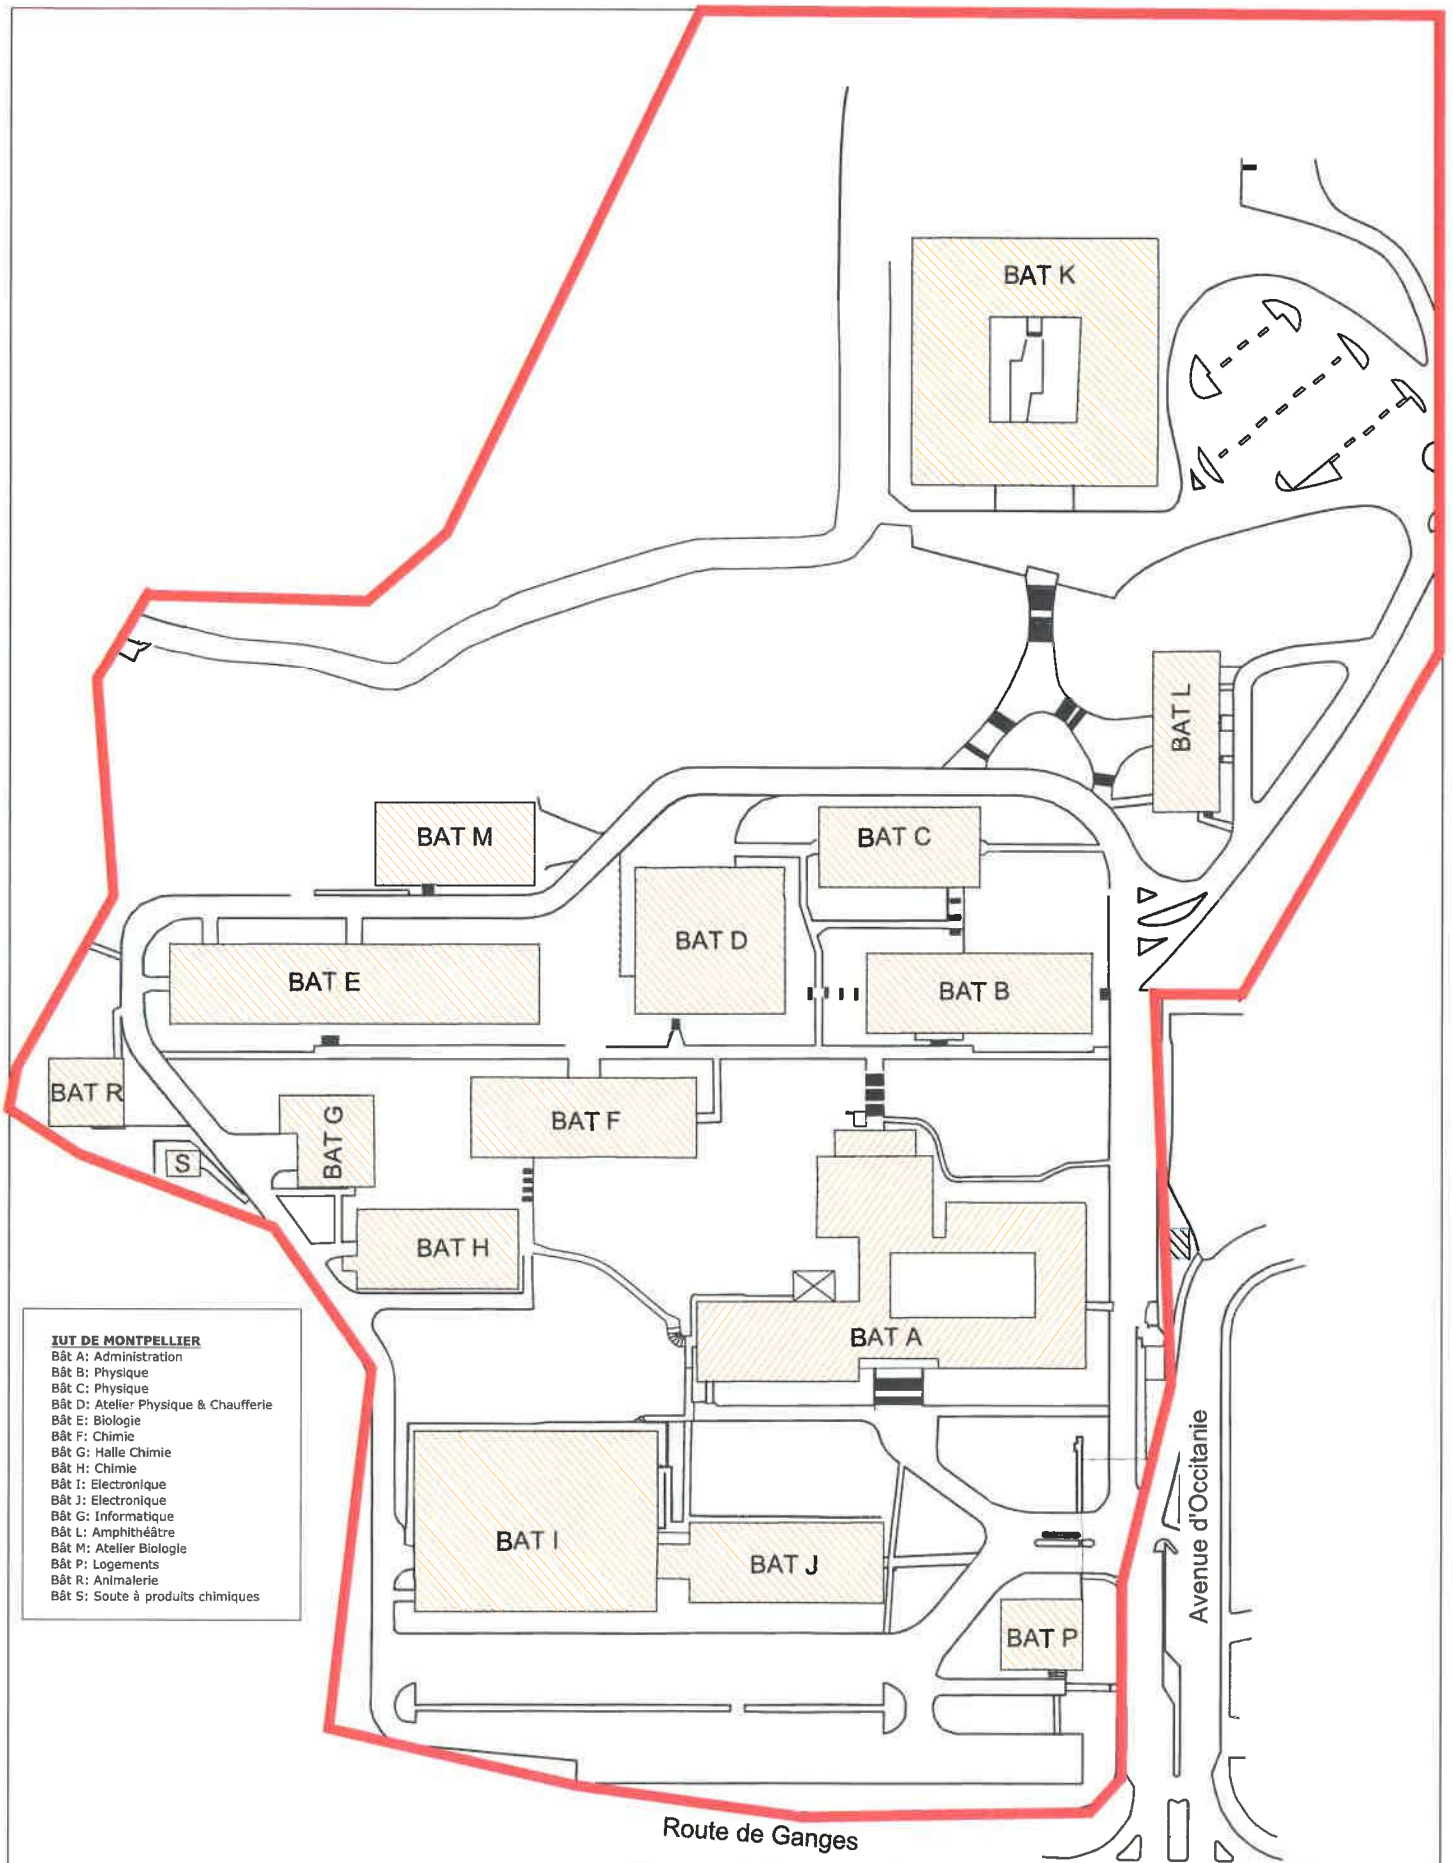 BAT K
BAT L
BAT M
BAT C
BAT D
BAT E
BAT B
BAT R
BAT G
BAT F
S
BAT H
BAT A
IUT DE MONTPELLIER
Bât A: Administration
Bât B: Physique
Bât C: Physique
Bât D: Atelier Physique & Chaufferie
Bât E: Biologie
Bât F: Chimie
Bât G: Halle Chimie
Bât H: Chimie
Bât I: Electronique
Bât J: Electronique
Bât G: Informatique
Bât L: Amphithéâtre
Bât M: Atelier Biologie
Bât P: Logements
Bât R: Animalerie
Bât S: Soute à produits chimiques
BAT I
BAT J
BAT P
Avenue d'Occitanie
Route de Ganges